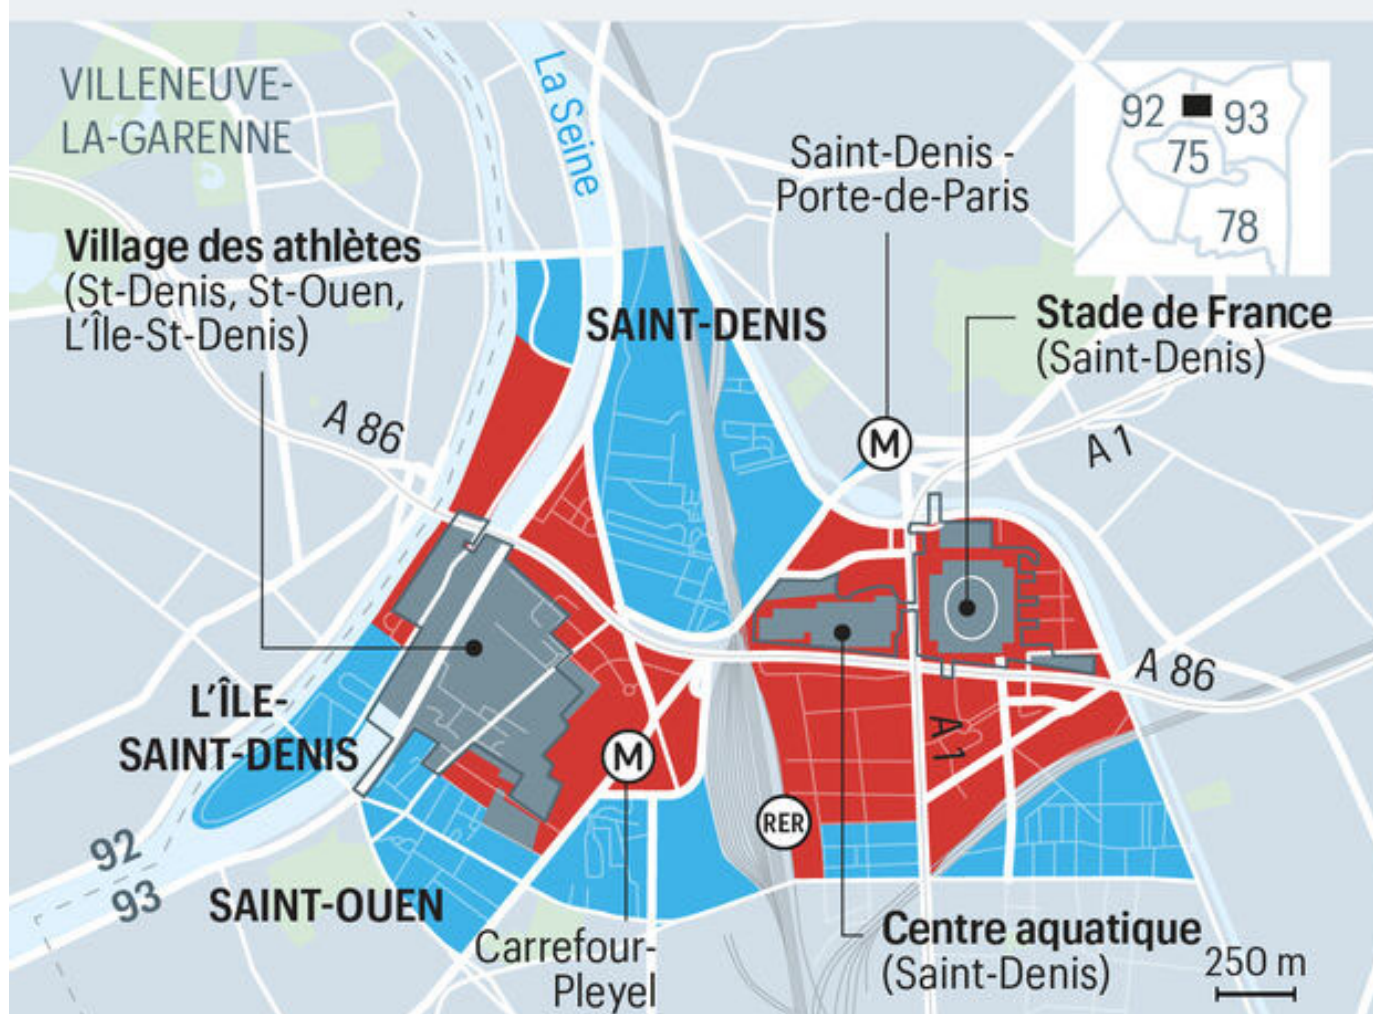 VILLENEUVE-
LA-GARENNE
La Seine
Saint-Denis -
Porte-de-Paris
92
93
75
78
Village des athlètes
(St-Denis, St-Ouen,
L'Île-St-Denis)
SAINT-DENIS
Stade de France
(Saint-Denis)
A 86
M
A 1
A 86
L'ÎLE-
SAINT-DENIS
A 1
M
RER
92
93
SAINT-OUEN
Carrefour-
Pleyel
Centre aquatique
(Saint-Denis)
250 m